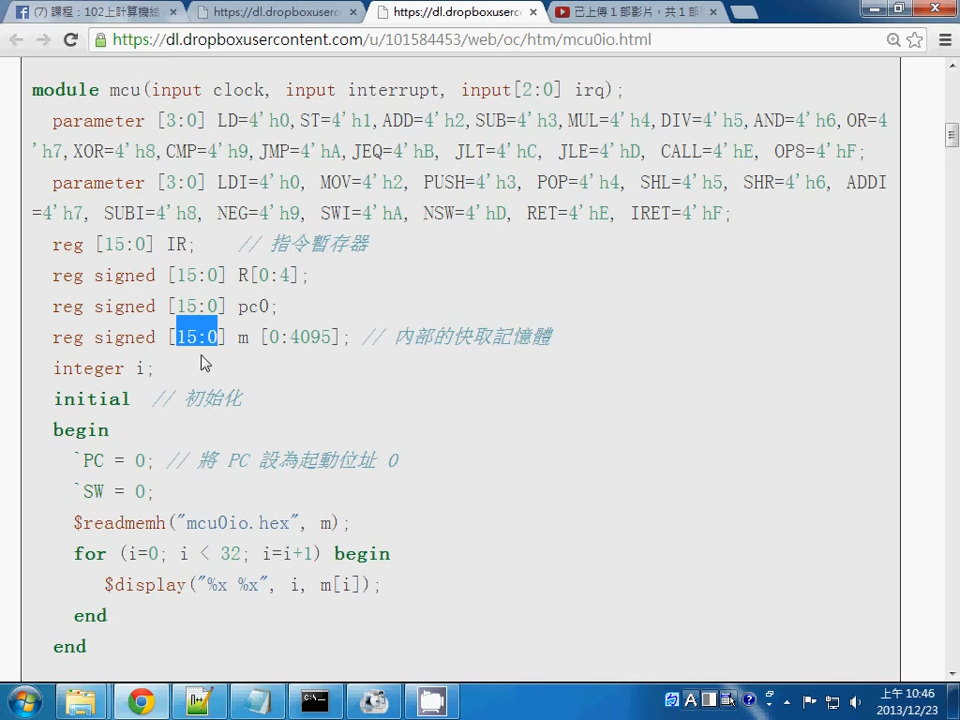 (7) 課程：102上計算機組
https://dl.dropboxuserc
https://dl.dropboxuserc
已上傳 1 部影片，共 1 部
https://dl.dropboxusercontent.com/u/101584453/web/oc/htm/mcu0io.html
module mcu(input clock, input interrupt, input[2:0] irq);
parameter [3:0] LD=4'h0,ST=4'h1,ADD=4'h2,SUB=4'h3,MUL=4'h4,DIV=4'h5,AND=4'h6,OR=4
'h7,XOR=4'h8,CMP=4'h9,JMP=4'hA,JEQ=4'hB, JLT=4'hC, JLE=4'hD, CALL=4'hE, OP8=4'hF;
parameter [3:0] LDI=4'h0, MOV=4'h2, PUSH=4'h3, POP=4'h4, SHL=4'h5, SHR=4'h6, ADDI
=4'h7, SUBI=4'h8, NEG=4'h9, SWI=4'hA, NSW=4'hD, RET=4'hE, IRET=4'hF;
reg [15:0] IR; // 指令暫存器
reg signed [15:0] R[0:4];
reg signed [15:0] pc0;
reg signed [15:0] m [0:4095]; // 內部的快取記憶體
integer i;
initial // 初始化
begin
`PC = 0; // 將 PC 設為起動位址 0
`SW = 0;
$readmemh("mcu0io.hex", m);
for (i=0; i < 32; i=i+1) begin
$display("%x %x", i, m[i]);
end
end
上午 10:46
2013/12/23